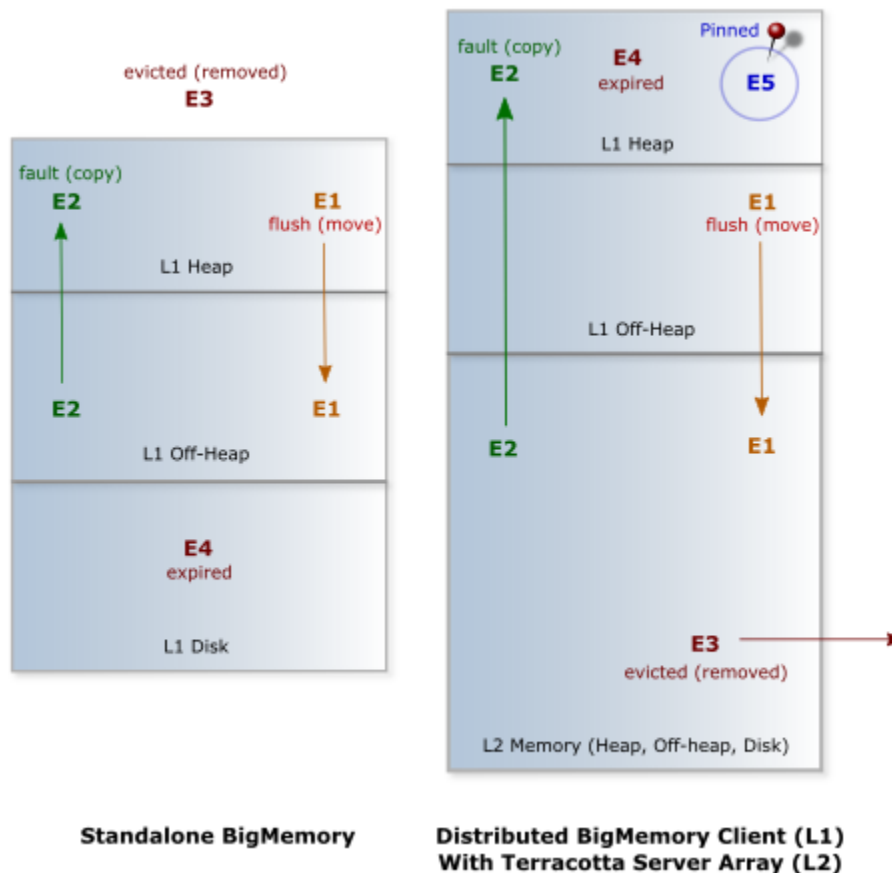 evicted (removed)
E3
fault (copy)
E2
E1
flush (move)
L1 Heap
E2
E1
L1 Off-Heap
E4
expired
L1 Disk
Standalone BigMemory
Pinned
fault (copy)
E2
E4
expired
E5
L1 Heap
E1
flush (move)
L1 Off-Heap
E2
E1
E3
evicted (removed)
L2 Memory (Heap, Off-heap, Disk)
Distributed BigMemory Client (L1)
With Terracotta Server Array (L2)